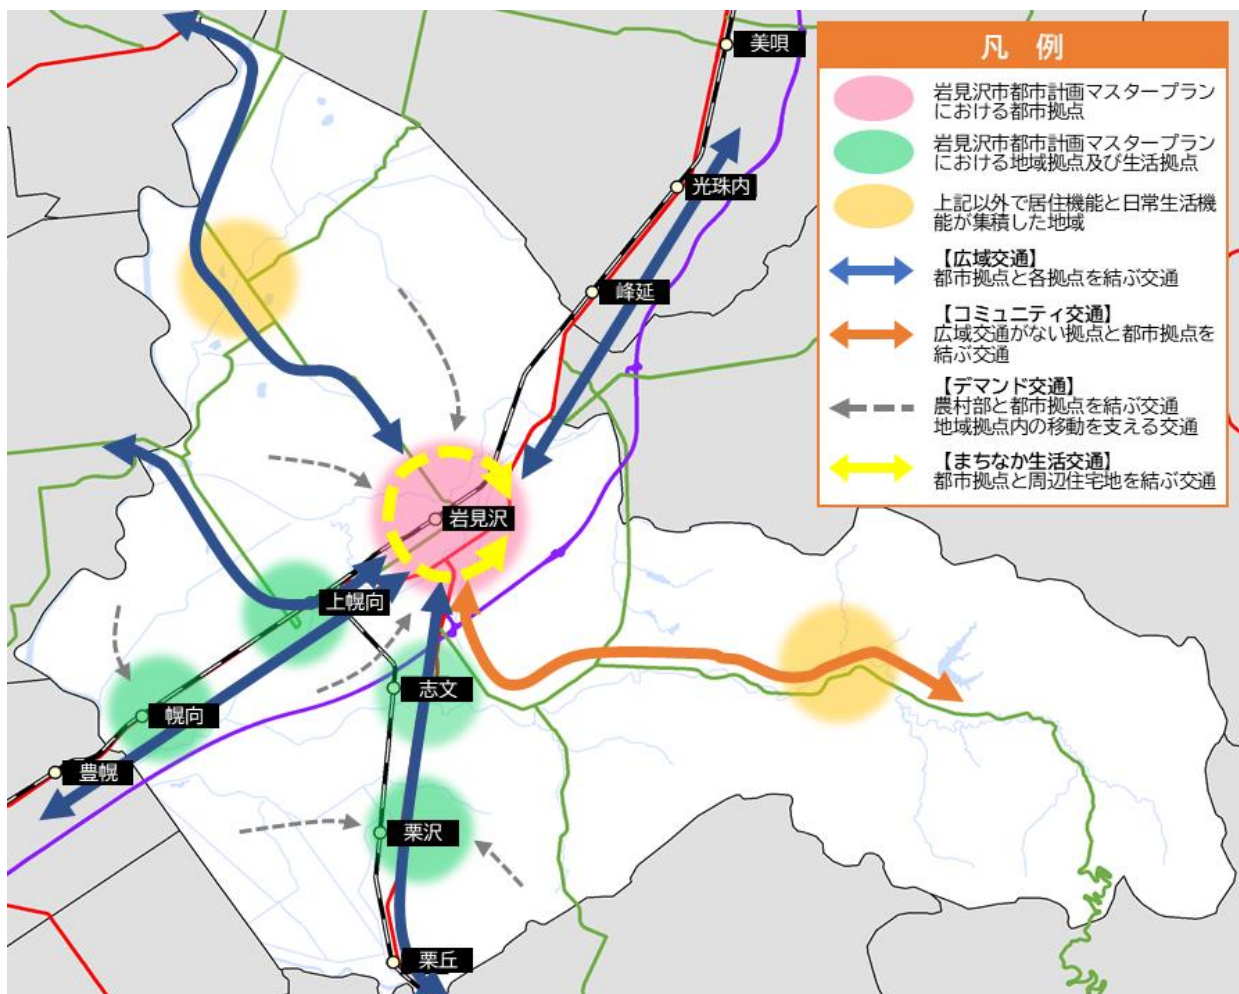 美唄
光珠内
峰延
岩見沢
上幌向
志文
幌向
豊幌
栗沢
栗丘
凡 例
岩見沢市都市計画マスタープラン
における都市拠点
岩見沢市都市計画マスタープラン
における地域拠点及び生活拠点
上記以外で居住機能と日常生活機
能が集積した地域
【広域交通】
都市拠点と各拠点を結ぶ交通
【コミュニティ交通】
広域交通がない拠点と都市拠点を
結ぶ交通
【デマンド交通】
農村部と都市拠点を結ぶ交通
地域拠点内の移動を支える交通
【まちなか生活交通】
都市拠点と周辺住宅地を結ぶ交通